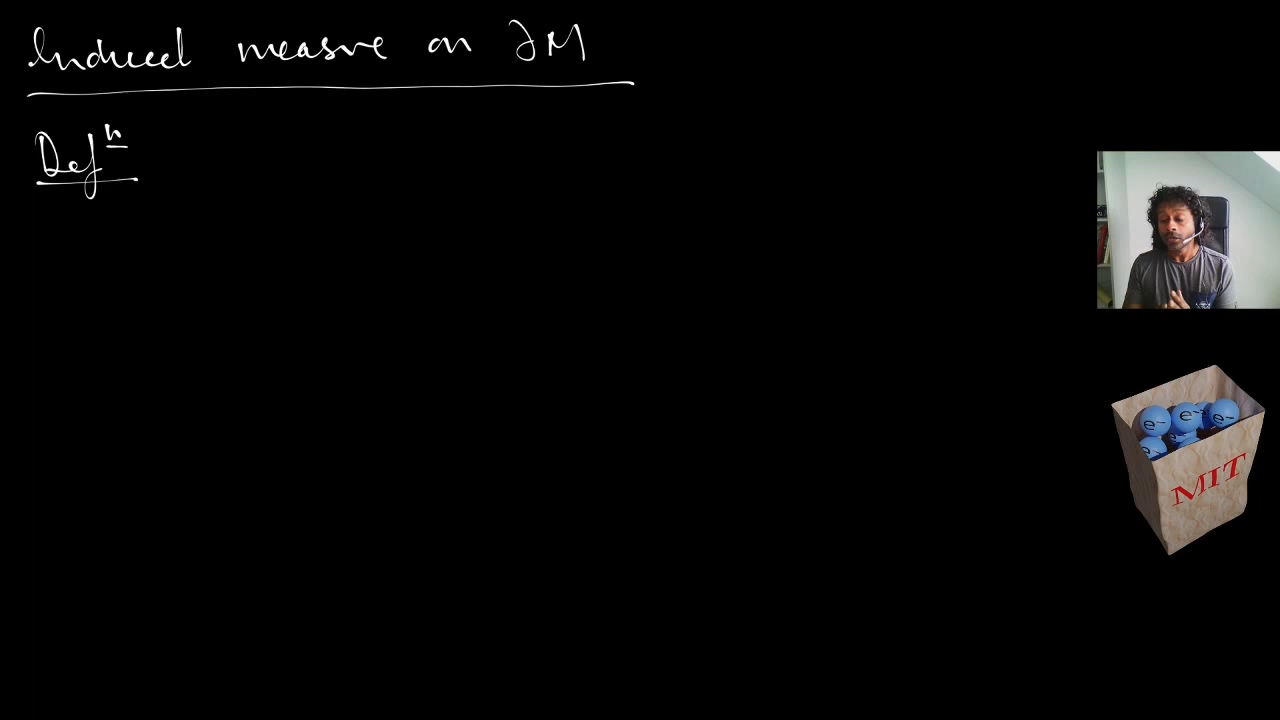 Induced measure on ∂M
Defⁿ
e⁻ e⁻ e⁻
e⁻ e⁻
MIT